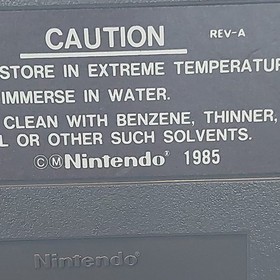 CAUTION REV-A
STORE IN EXTREME TEMPERATUR
IMMERSE IN WATER.
CLEAN WITH BENZENE, THINNER,
L OR OTHER SUCH SOLVENTS.
©Ⓜ Nintendo® 1985
Nintendo